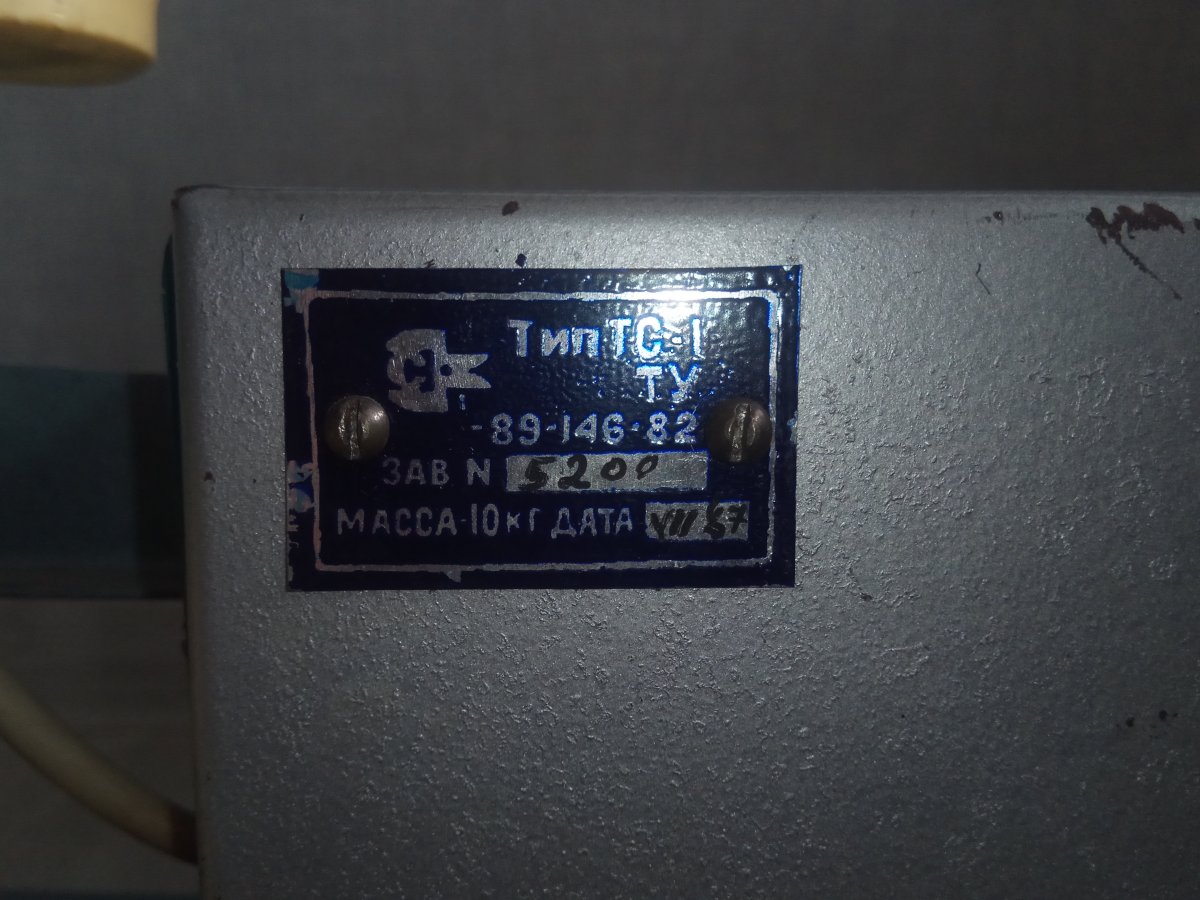 Тип ТС-1
ТУ
-89-146-82
ЗАВ N 5200
МАССА-10КГ ДАТА VII 87